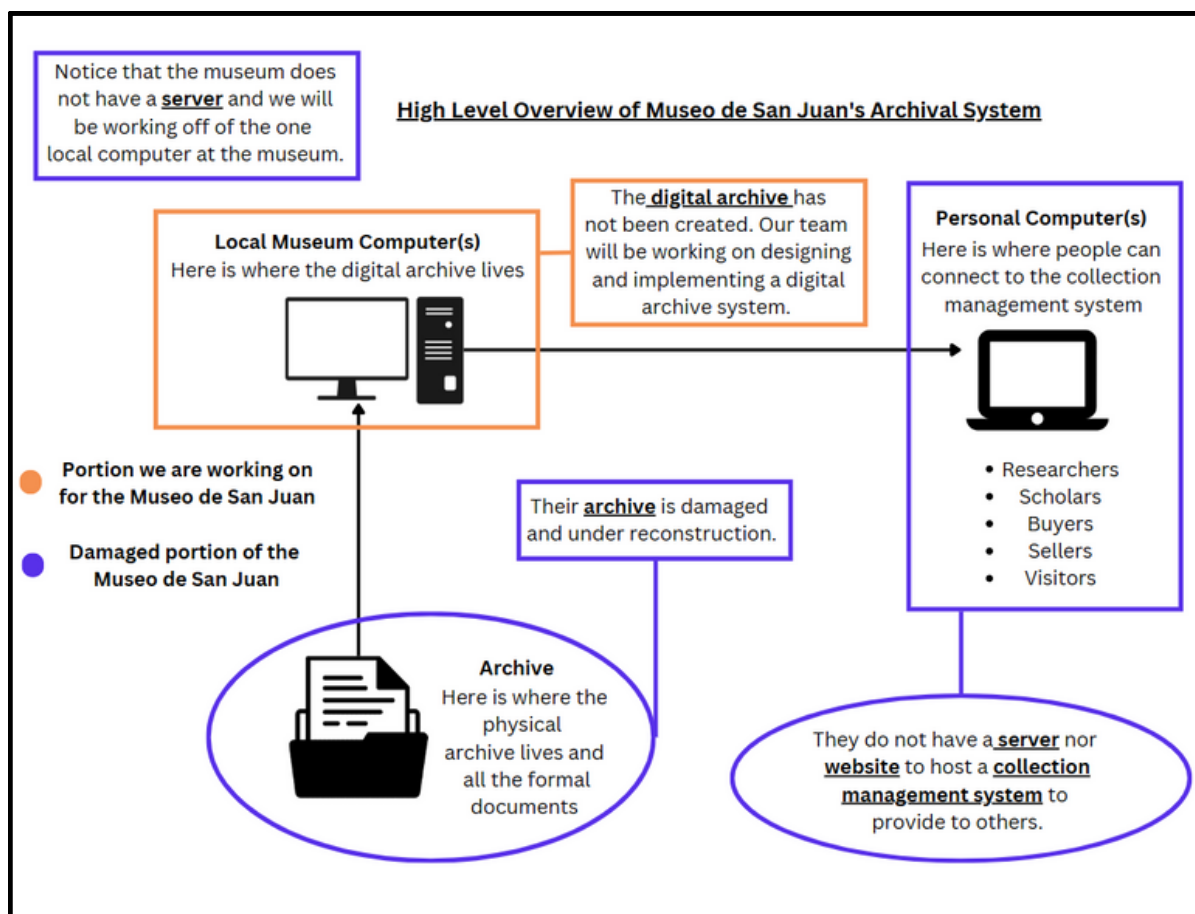 Notice that the museum does
not have a server and we will
be working off of the one
local computer at the museum.
High Level Overview of Museo de San Juan's Archival System
Local Museum Computer(s)
Here is where the digital archive lives
The digital archive has
not been created. Our team
will be working on designing
and implementing a digital
archive system.
Personal Computer(s)
Here is where people can
connect to the collection
management system
• Researchers
• Scholars
• Buyers
• Sellers
• Visitors
Portion we are working on
for the Museo de San Juan
Damaged portion of the
Museo de San Juan
Their archive is damaged
and under reconstruction.
Archive
Here is where the
physical
archive lives and
all the formal
documents
They do not have a server nor
website to host a collection
management system to
provide to others.